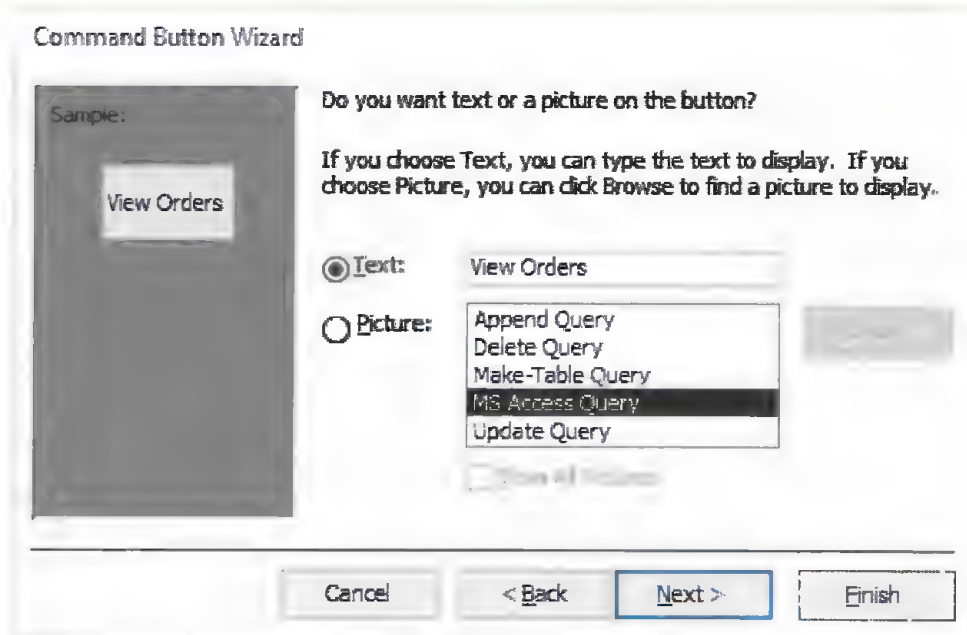 Command Button Wizard
Sample:
View Orders
Do you want text or a picture on the button?
If you choose Text, you can type the text to display. If you
choose Picture, you can click Browse to find a picture to display.
Text:
View Orders
Picture:
Append Query
Delete Query
Make-Table Query
MS Access Query
Update Query
Show All Pictures
Cancel
< Back
Next >
Finish